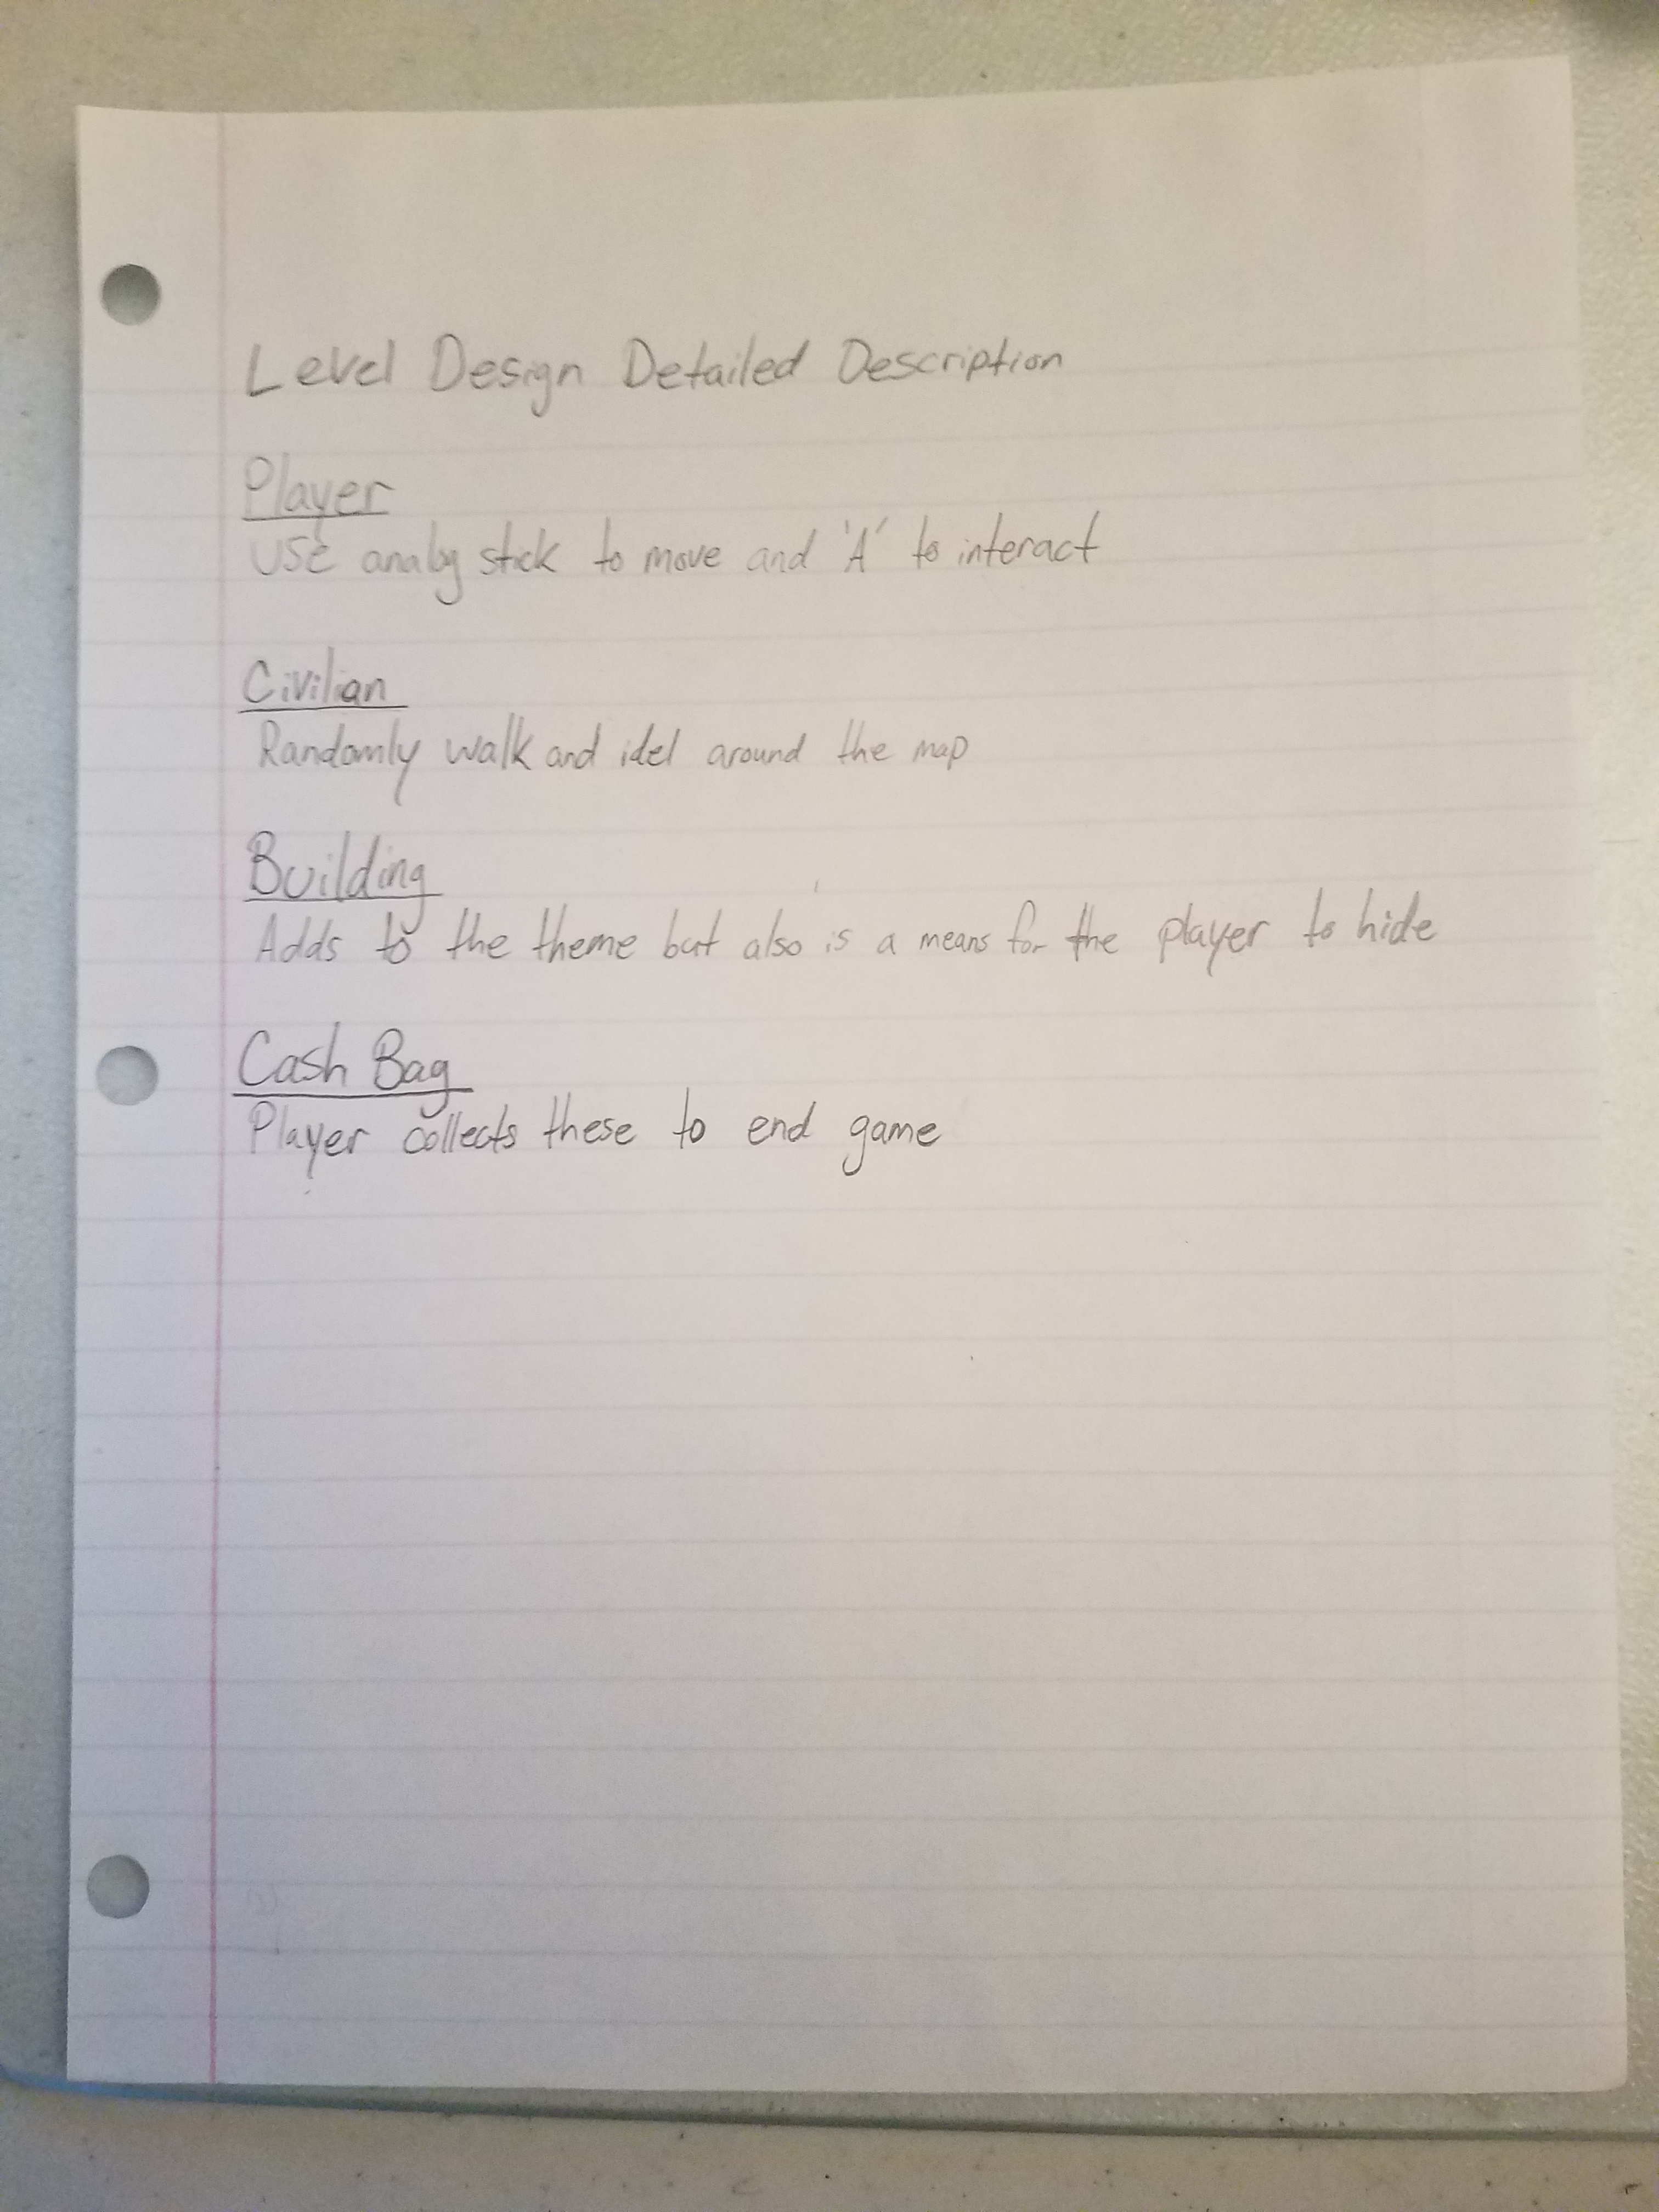 Level Design Detailed Description
Player
Use analog stick to move and 'A' to interact
Civilian
Randomly walk and idel around the map
Building
Adds to the theme but also is a means for the player to hide
Cash Bag
Player collects these to end game